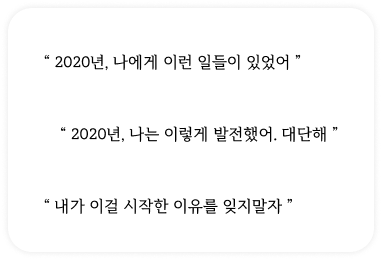 “ 2020년, 나에게 이런 일들이 있었어 ”
“ 2020년, 나는 이렇게 발전했어. 대단해 ”
“ 내가 이걸 시작한 이유를 잊지말자 ”